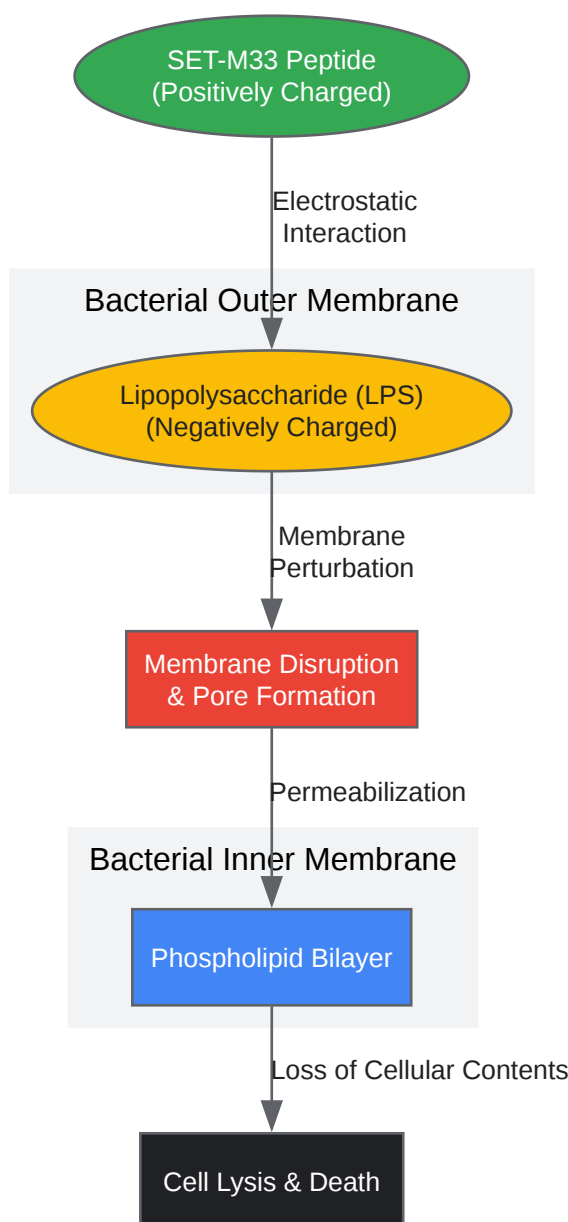 SET-M33 Peptide
(Positively Charged)
Electrostatic
Interaction
Bacterial Outer Membrane
Lipopolysaccharide (LPS)
(Negatively Charged)
Membrane
Perturbation
Membrane Disruption
& Pore Formation
Permeabilization
Bacterial Inner Membrane
Phospholipid Bilayer
Loss of Cellular Contents
Cell Lysis & Death